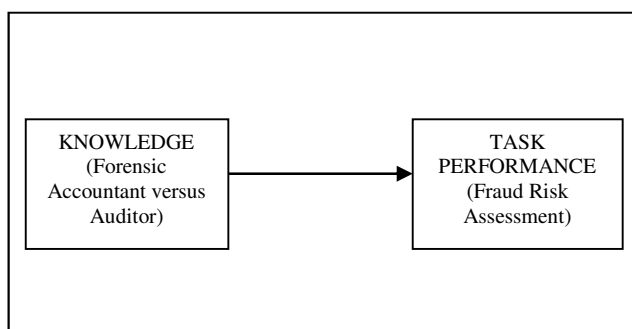 KNOWLEDGE
(Forensic
Accountant versus
Auditor)
TASK
PERFORMANCE
(Fraud Risk
Assessment)